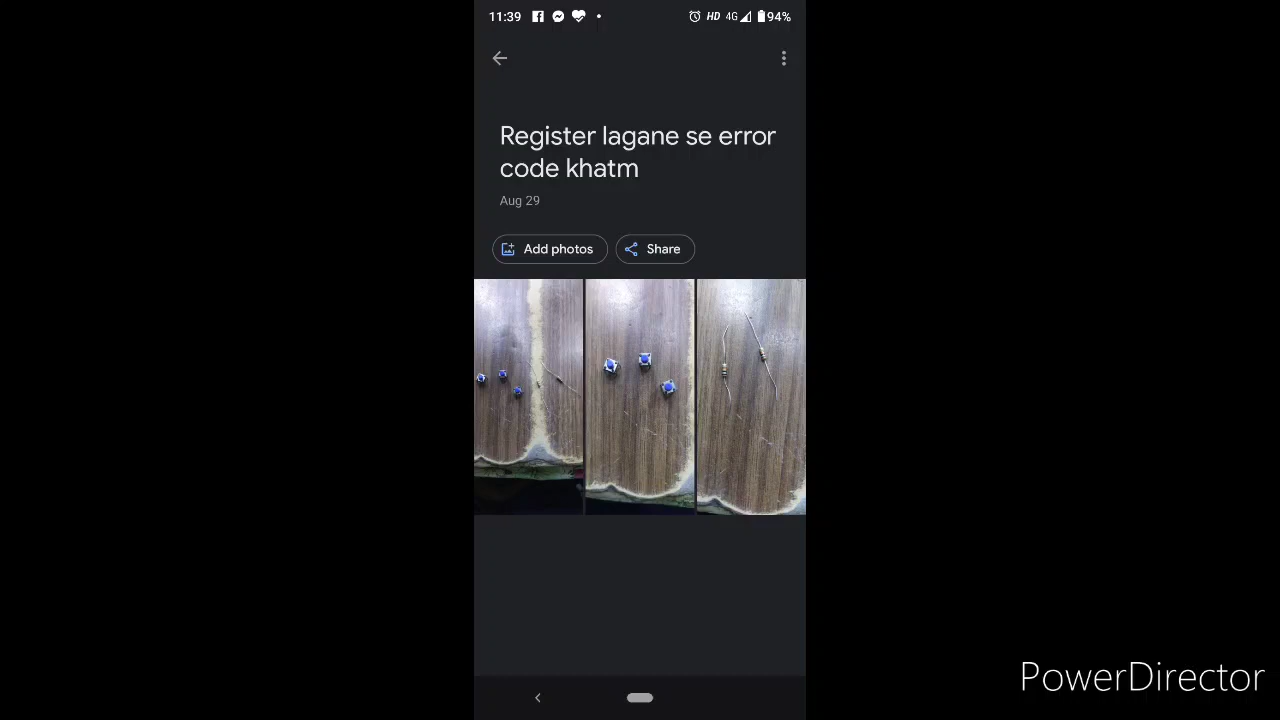 11:39 HD 4G 94%
Register lagane se error
code khatm
Aug 29
Add photos Share
PowerDirector